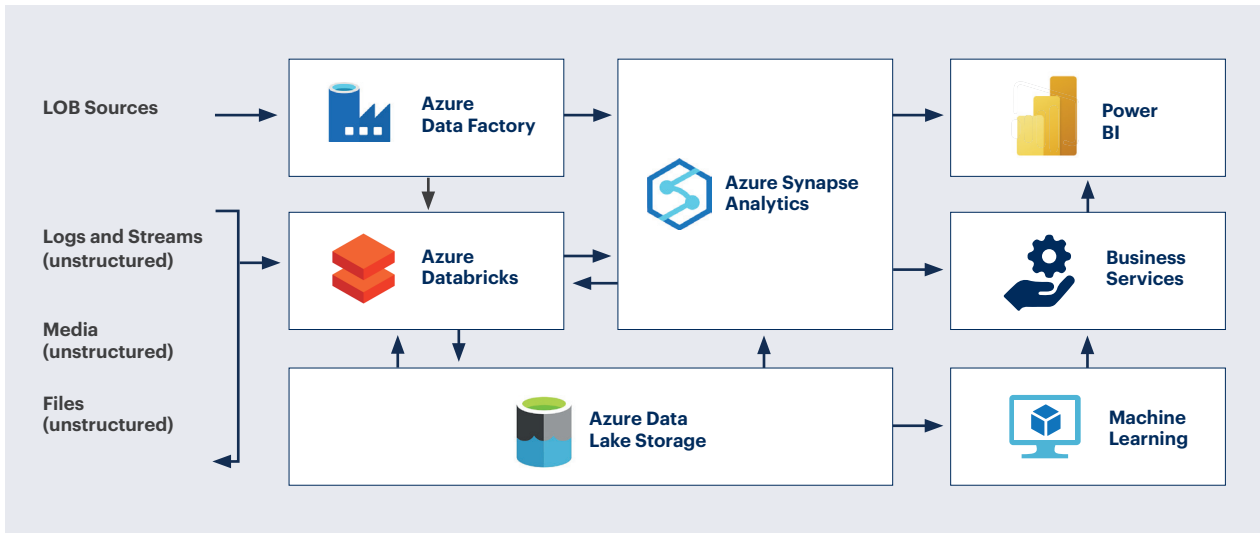 LOB Sources
Azure
Data Factory
Azure Synapse
Analytics
Power
BI
Logs and Streams
(unstructured)
Azure
Databricks
Business
Services
Media
(unstructured)
Files
(unstructured)
Azure Data
Lake Storage
Machine
Learning